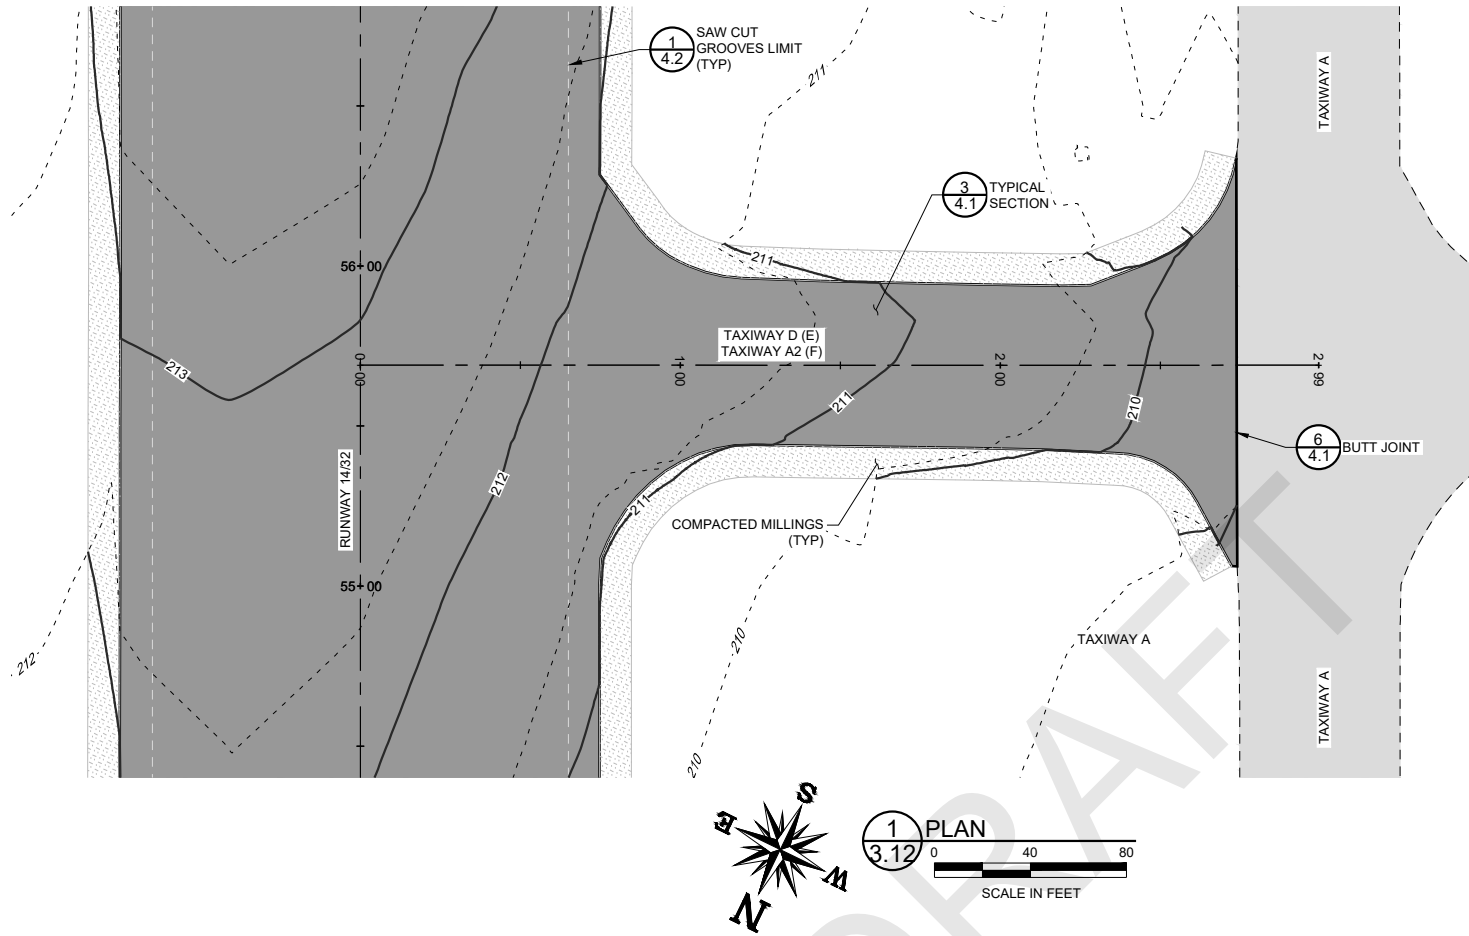 1
4.2
SAW CUT
GROOVES LIMIT
(TYP)
211
TAXIWAY A
3
4.1
TYPICAL
SECTION
56+00
211
TAXIWAY D (E)
TAXIWAY A2 (F)
0+00
1+00
2+00
2+99
213
211
210
6
4.1
BUTT JOINT
RUNWAY 14/32
212
211
COMPACTED MILLINGS
(TYP)
55+00
212
210
TAXIWAY A
TAXIWAY A
210
S
E
W
N
1
3.12
PLAN
0 40 80
SCALE IN FEET
DRAFT